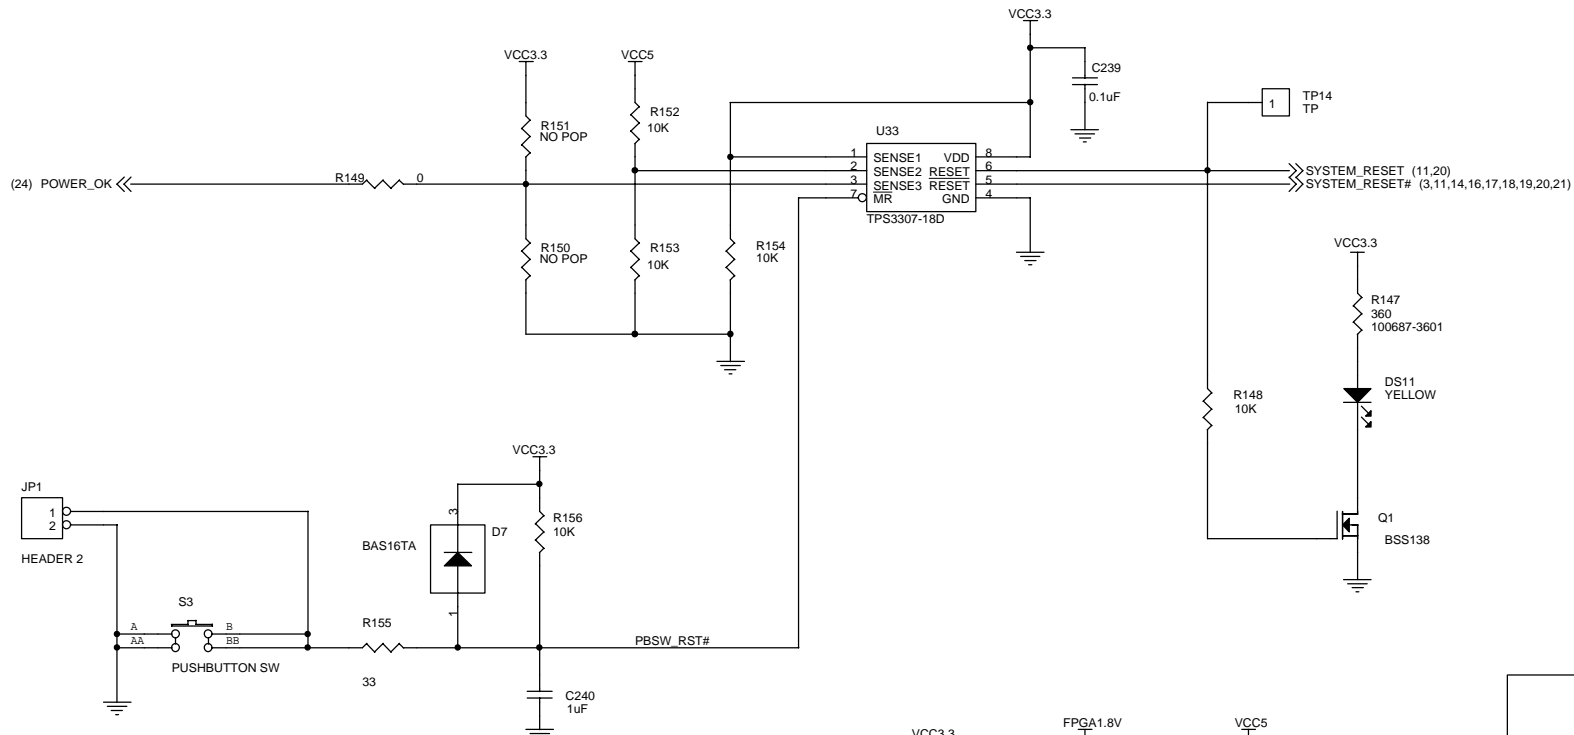 VCC3.3
VCC3.3
VCC5
C239
0.1uF
1
TP14
TP
R151
NO POP
R152
10K
U33
1 SENSE1 VDD 8
2 SENSE2 RESET 6
3 SENSE3 RESET 5
7 MR GND 4
TPS3307-18D
(24) POWER_OK
R149 0
SYSTEM_RESET (11,20)
SYSTEM_RESET# (3,11,14,16,17,18,19,20,21)
R150
NO POP
R153
10K
R154
10K
VCC3.3
R147
360
100687-3601
DS11
YELLOW
R148
10K
VCC3.3
JP1
1
2
HEADER 2
3
D7
BAS16TA
1
R156
10K
Q1
BSS138
S3
A B
AA BB
PUSHBUTTON SW
R155
33
PBSW_RST#
C240
1uF
VCC3.3
FPGA1.8V
VCC5